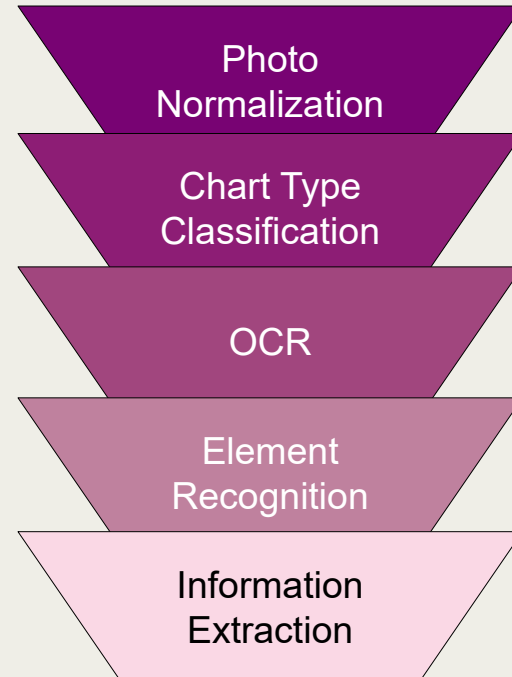 Photo
Normalization
Chart Type
Classification
OCR
Element
Recognition
Information
Extraction